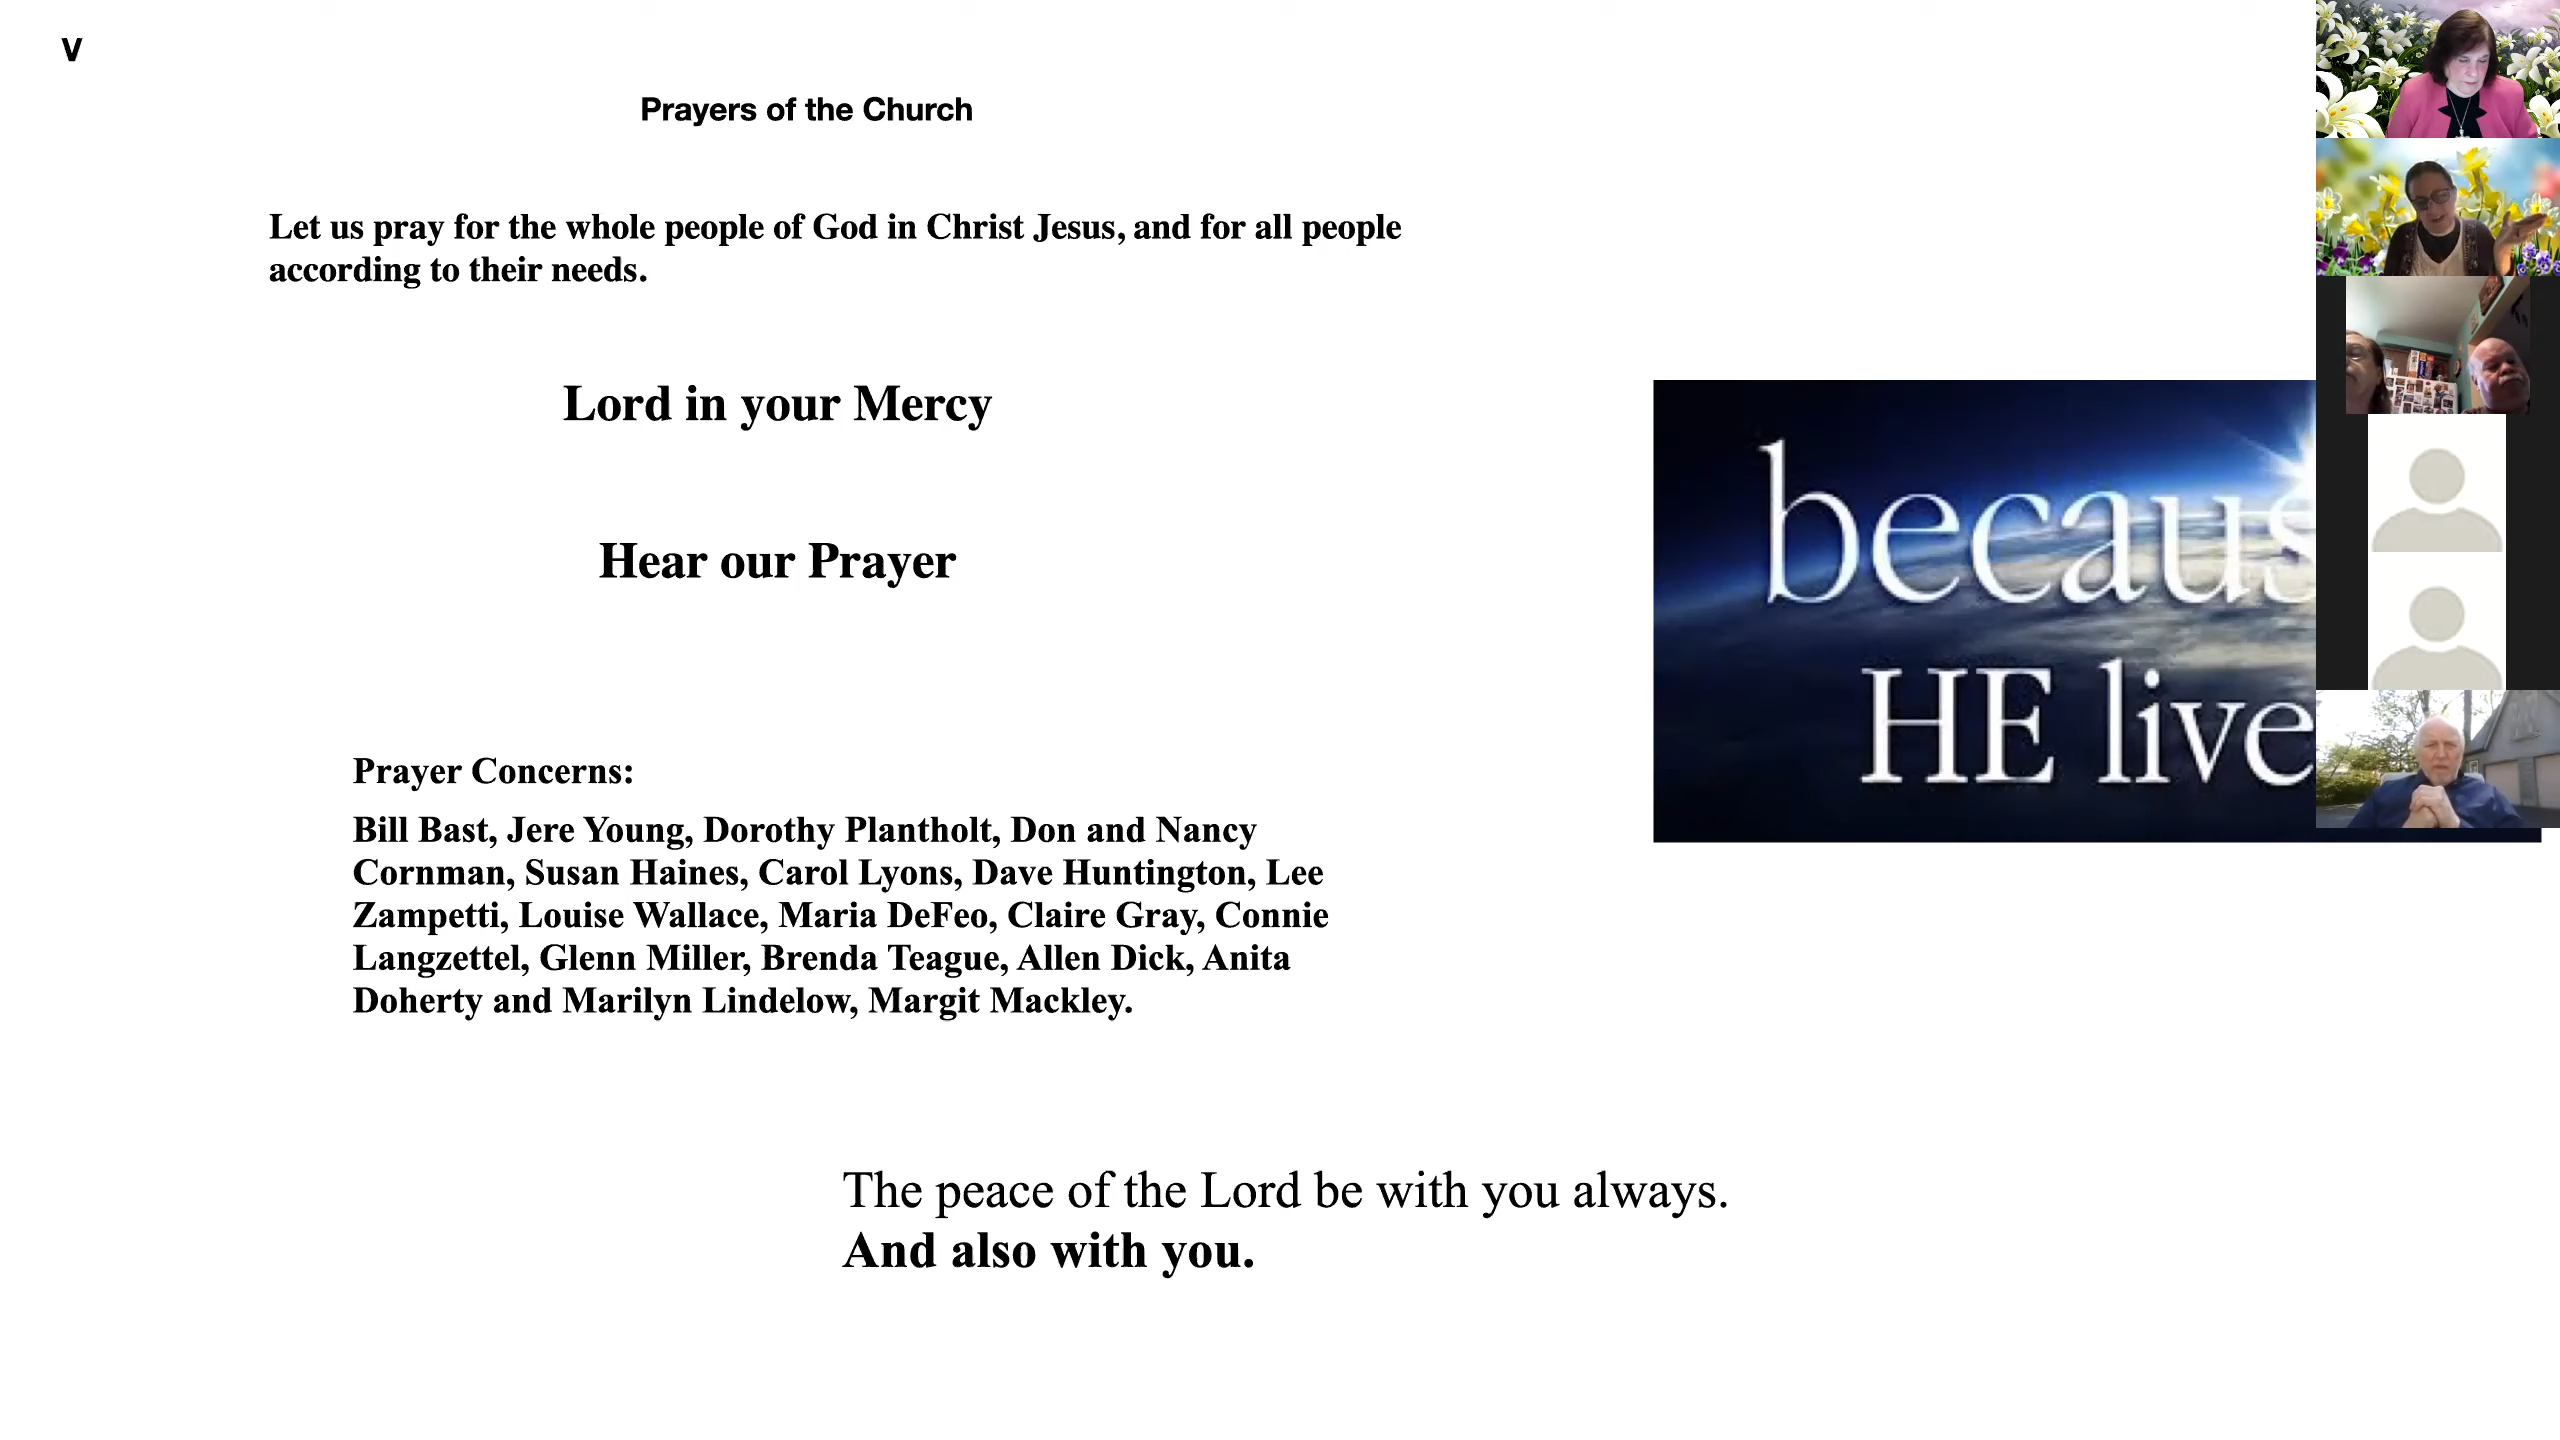 V
Prayers of the Church
Let us pray for the whole people of God in Christ Jesus, and for all people
according to their needs.
Lord in your Mercy
Hear our Prayer
becaus
HE live
Prayer Concerns:
Bill Bast, Jere Young, Dorothy Plantholt, Don and Nancy
Cornman, Susan Haines, Carol Lyons, Dave Huntington, Lee
Zampetti, Louise Wallace, Maria DeFeo, Claire Gray, Connie
Langzettel, Glenn Miller, Brenda Teague, Allen Dick, Anita
Doherty and Marilyn Lindelow, Margit Mackley.
The peace of the Lord be with you always.
And also with you.